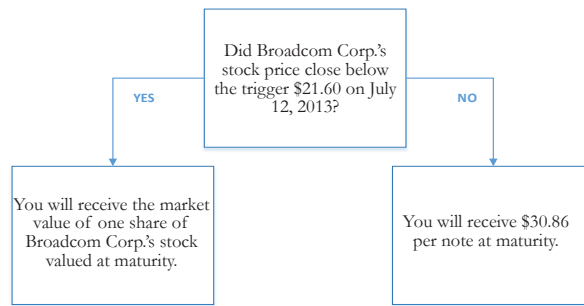 Did Broadcom Corp.'s
stock price close below
the trigger $21.60 on July
12, 2013?
YES
NO
You will receive the market
value of one share of
Broadcom Corp.'s stock
valued at maturity.
You will receive $30.86
per note at maturity.